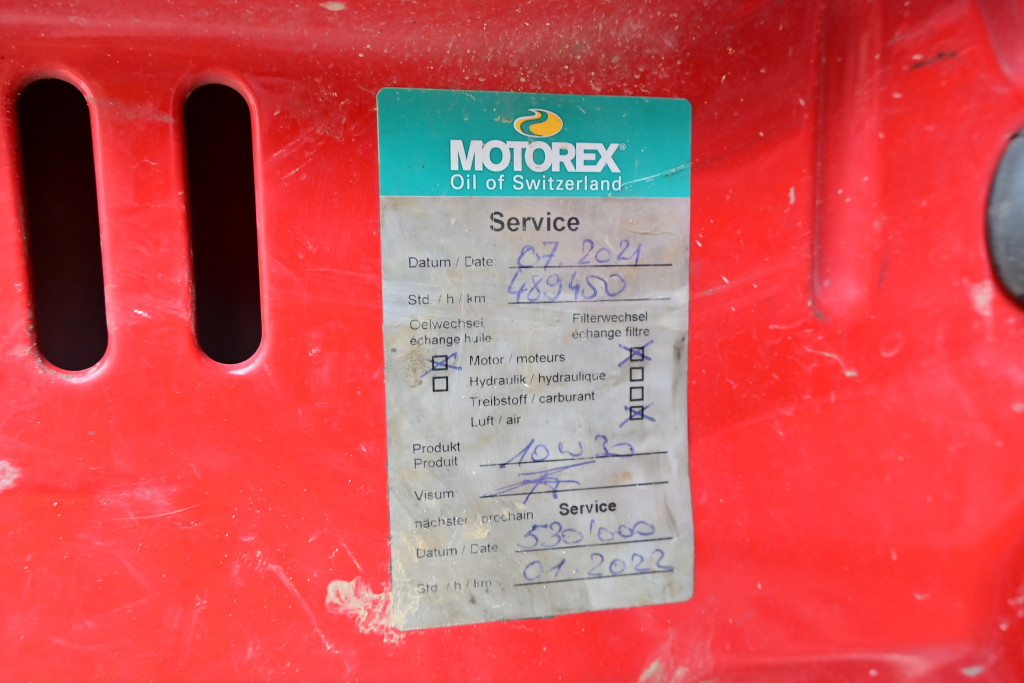 MOTOREX®
Oil of Switzerland
Service
Datum / Date 07. 2021
Std. / h / km 489450
Oelwechsel Filterwechsel
échange huile échange filtre
Motor / moteurs
Hydraulik / hydraulique
Treibstoff / carburant
Luft / air
Produkt
Produit 10W30
Visum
nächster / prochain Service
Datum / Date 530'000
Std. / h / km 01. 2022